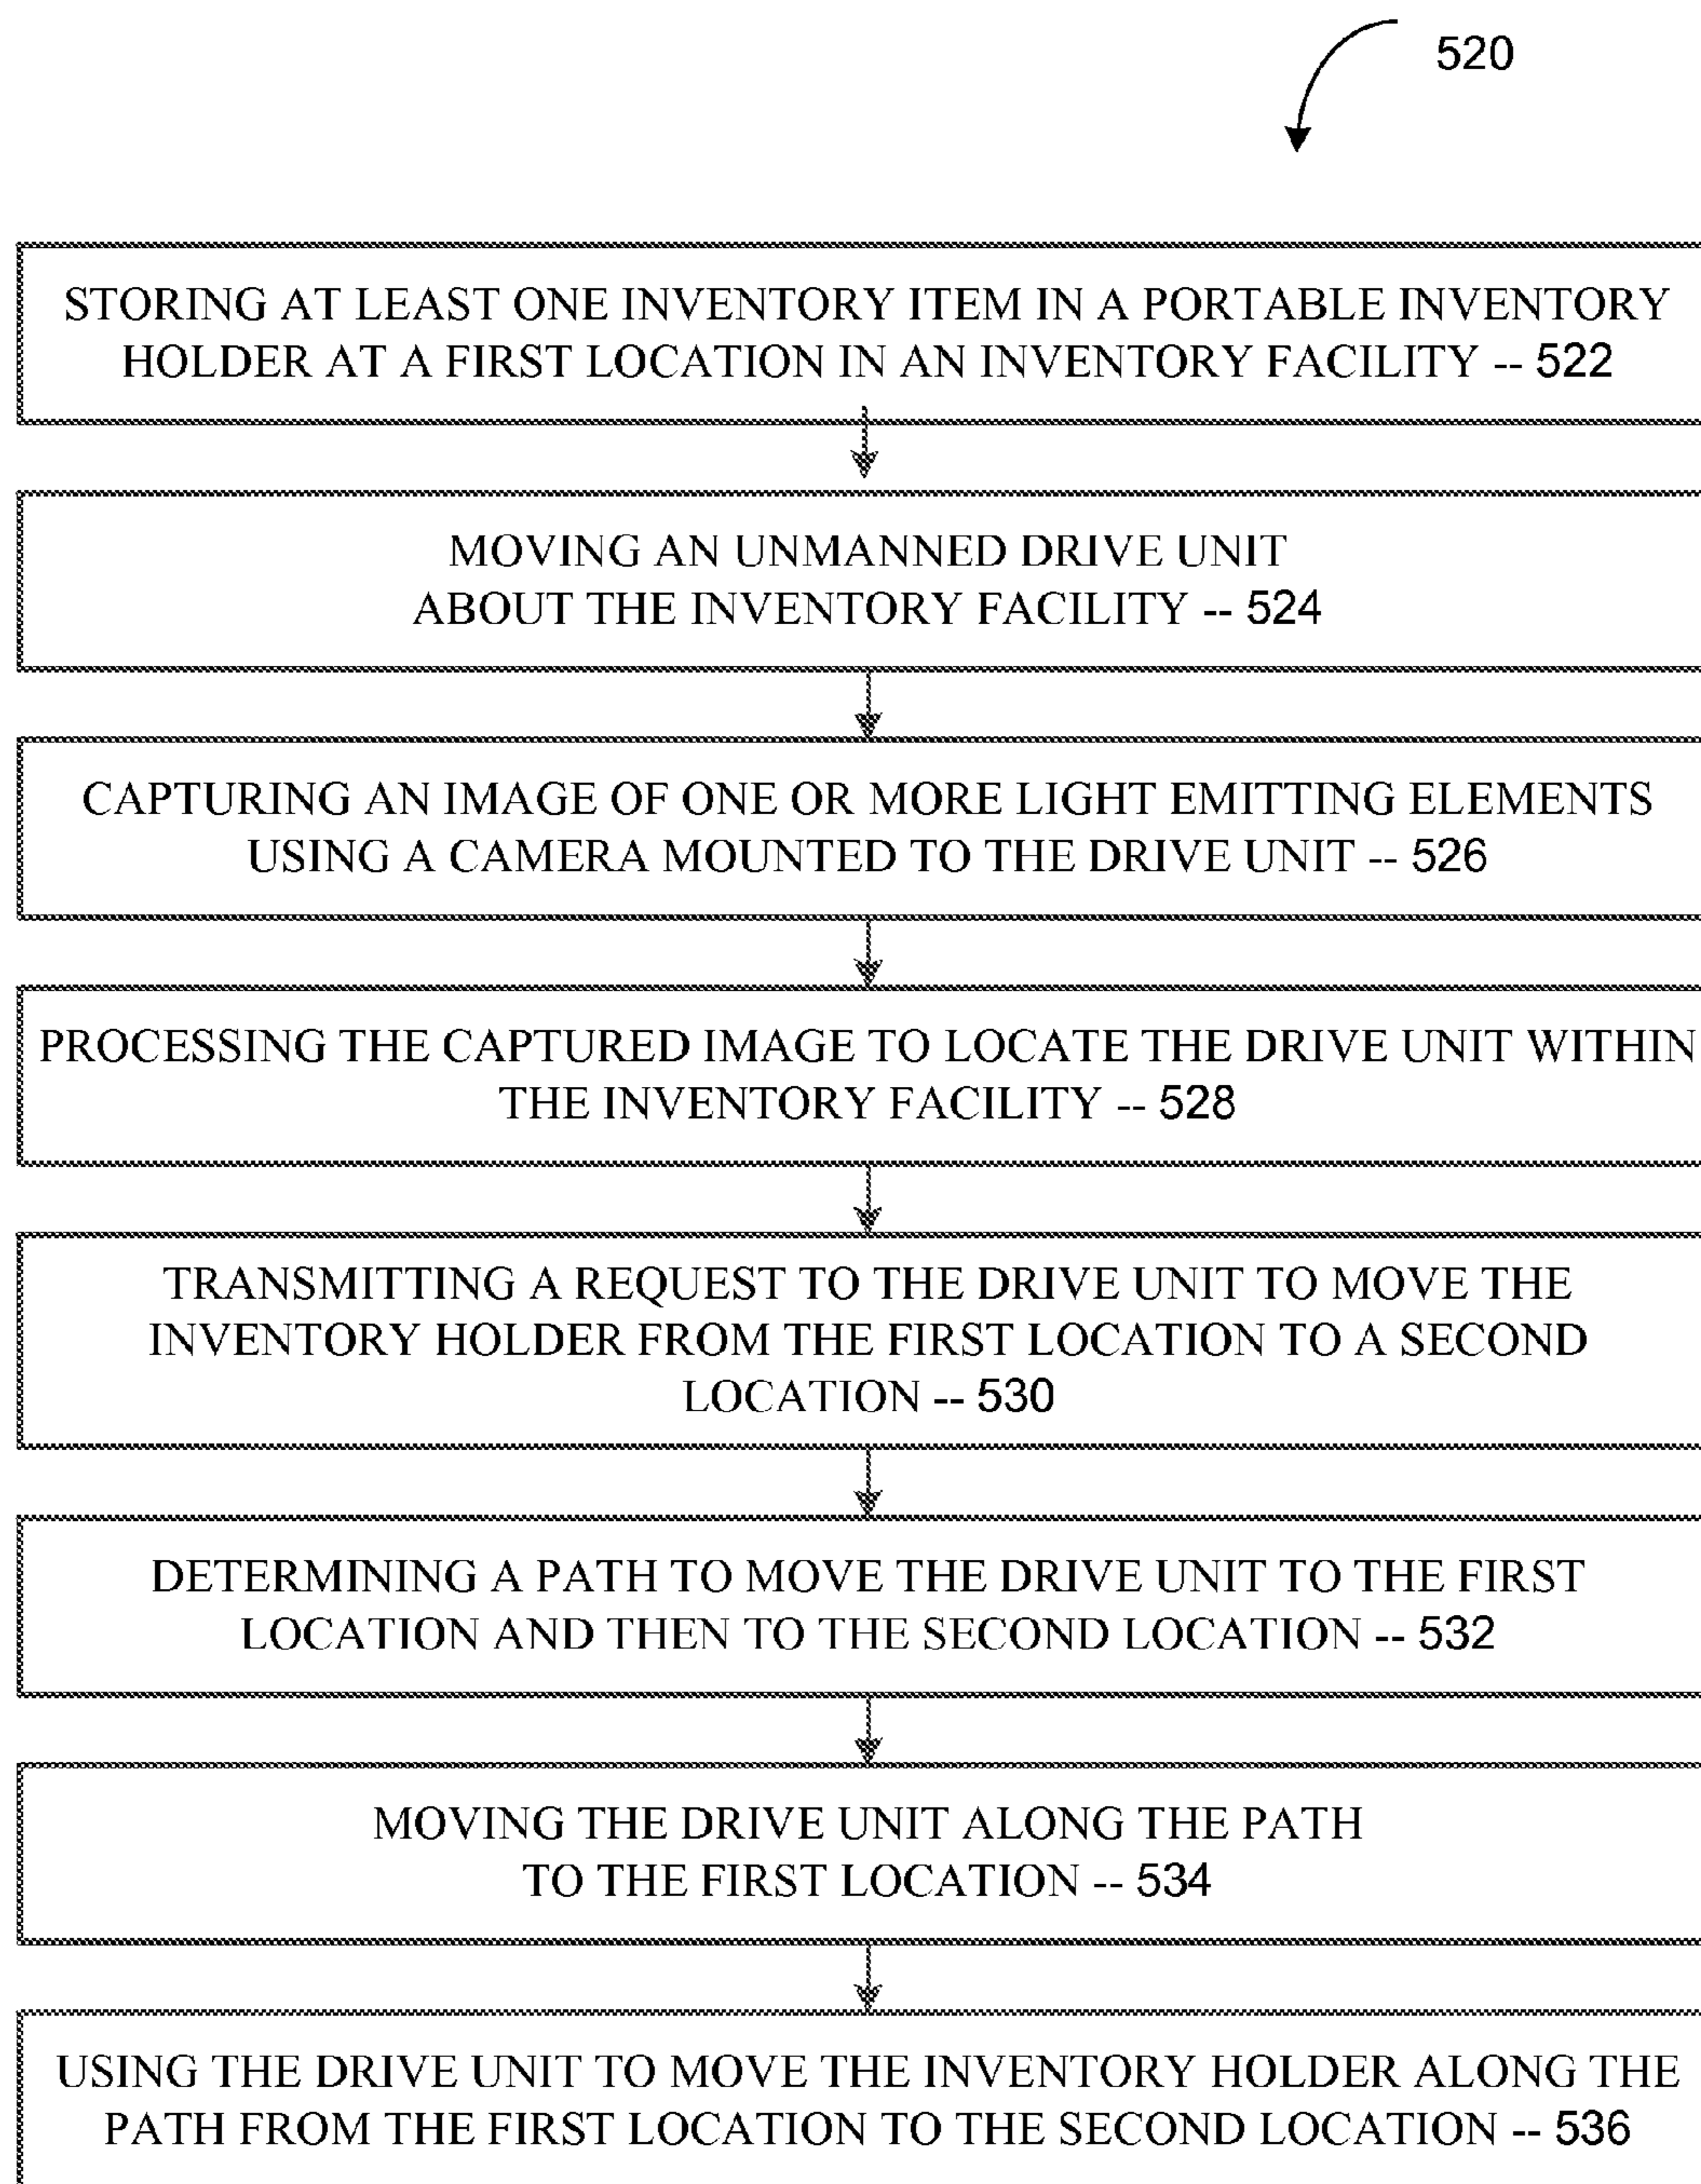 520
STORING AT LEAST ONE INVENTORY ITEM IN A PORTABLE INVENTORY
HOLDER AT A FIRST LOCATION IN AN INVENTORY FACILITY -- 522
MOVING AN UNMANNED DRIVE UNIT
ABOUT THE INVENTORY FACILITY -- 524
CAPTURING AN IMAGE OF ONE OR MORE LIGHT EMITTING ELEMENTS
USING A CAMERA MOUNTED TO THE DRIVE UNIT -- 526
PROCESSING THE CAPTURED IMAGE TO LOCATE THE DRIVE UNIT WITHIN
THE INVENTORY FACILITY -- 528
TRANSMITTING A REQUEST TO THE DRIVE UNIT TO MOVE THE
INVENTORY HOLDER FROM THE FIRST LOCATION TO A SECOND
LOCATION -- 530
DETERMINING A PATH TO MOVE THE DRIVE UNIT TO THE FIRST
LOCATION AND THEN TO THE SECOND LOCATION -- 532
MOVING THE DRIVE UNIT ALONG THE PATH
TO THE FIRST LOCATION -- 534
USING THE DRIVE UNIT TO MOVE THE INVENTORY HOLDER ALONG THE
PATH FROM THE FIRST LOCATION TO THE SECOND LOCATION -- 536